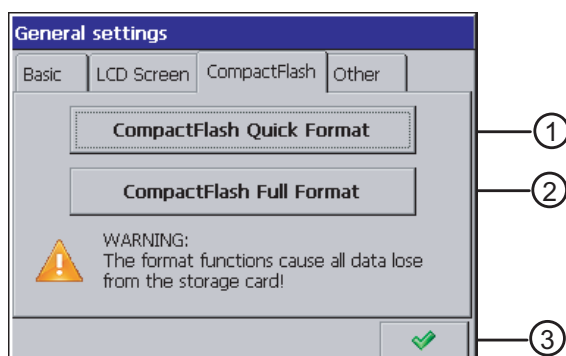 General settings
Basic LCD Screen CompactFlash Other
CompactFlash Quick Format
1
CompactFlash Full Format
2
WARNING:
The format functions cause all data lose
from the storage card!
3